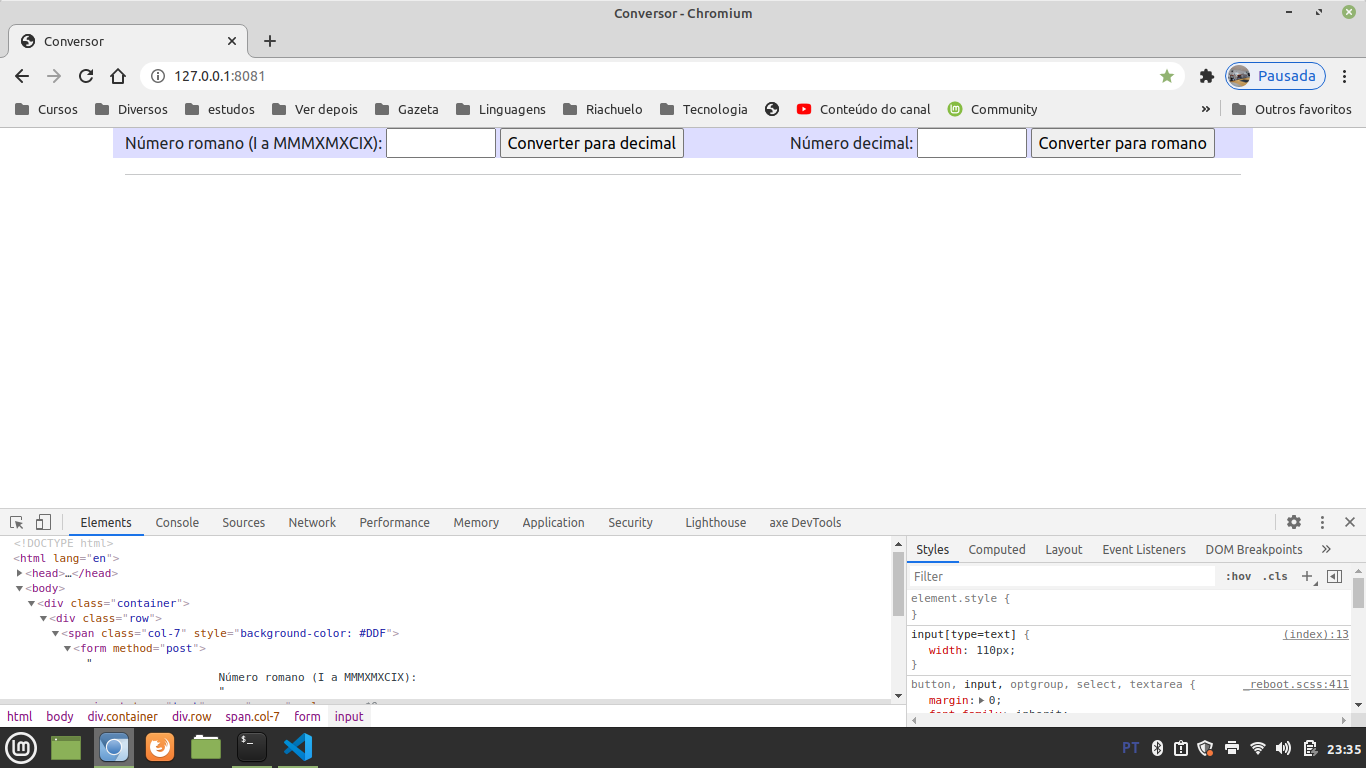 Conversor - Chromium
Conversor
127.0.0.1:8081
Pausada
Cursos Diversos estudos Ver depois Gazeta Linguagens Riachuelo Tecnologia Conteúdo do canal Community » Outros favoritos
Número romano (I a MMMXMXCIX): Converter para decimal Número decimal: Converter para romano
Elements Console Sources Network Performance Memory Application Security Lighthouse axe DevTools
<!DOCTYPE html>
<html lang="en">
<head>…</head>
<body>
<div class="container">
<div class="row">
<span class="col-7" style="background-color: #DDF">
<form method="post">
"
Número romano (I a MMMXMXCIX):
"
html body div.container div.row span.col-7 form input
Styles Computed Layout Event Listeners DOM Breakpoints »
Filter :hov .cls +
element.style {
}
input[type=text] { (index):13
width: 110px;
}
button, input, optgroup, select, textarea { _reboot.scss:411
margin: 0;
PT 23:35